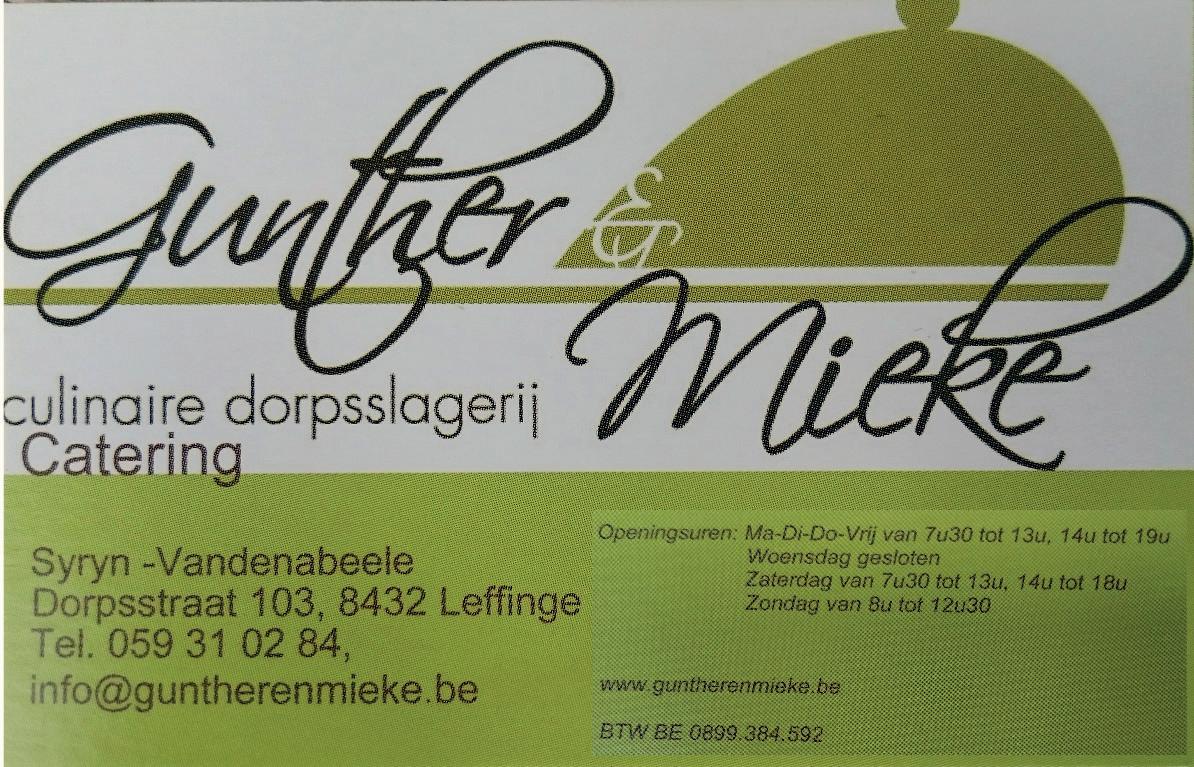 Gunther
&
Mieke
culinaire dorpsslagerij
Catering
Syryn -Vandenabeele
Dorpsstraat 103, 8432 Leffinge
Tel. 059 31 02 84,
info@guntherenmieke.be
Openingsuren: Ma-Di-Do-Vrij van 7u30 tot 13u, 14u tot 19u
Woensdag gesloten
Zaterdag van 7u30 tot 13u, 14u tot 18u
Zondag van 8u tot 12u30
www.guntherenmieke.be
BTW BE 0899.384.592